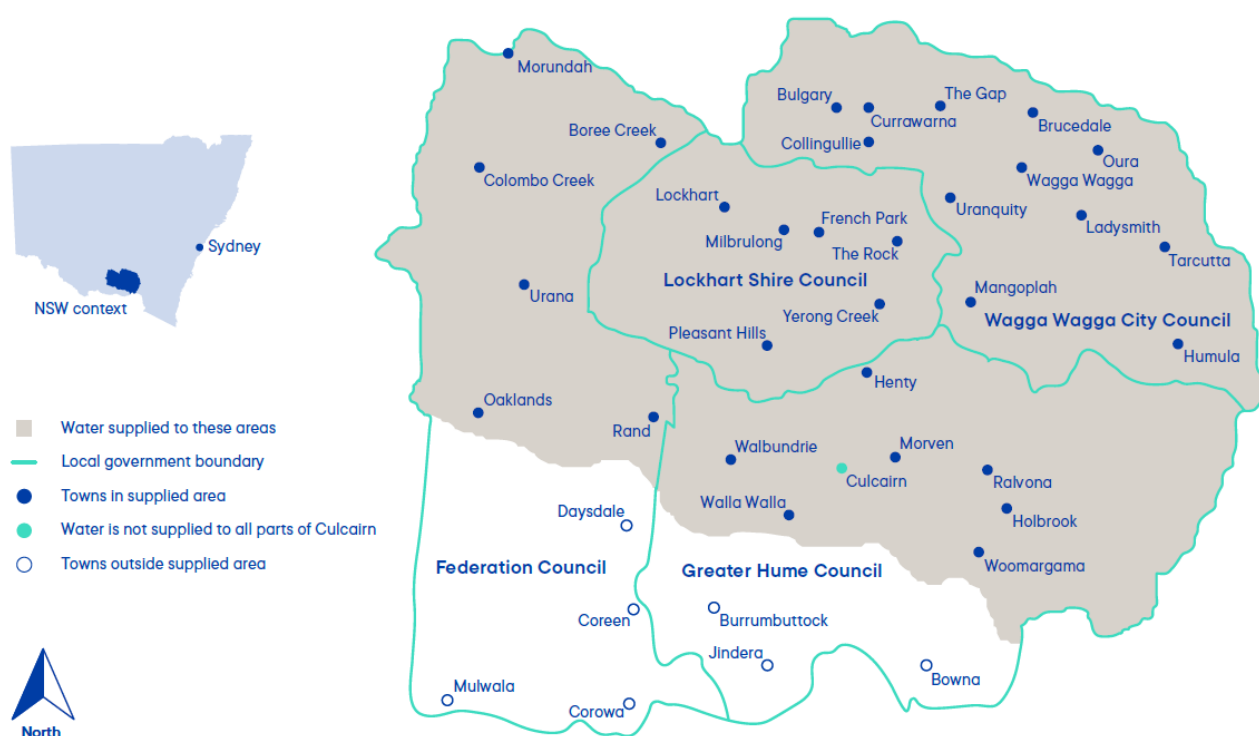 Morundah
Boree Creek
Colombo Creek
Bulgary
The Gap
Currawarna
Brucedale
Collingullie
Oura
Wagga Wagga
Lockhart
Uranquity
French Park
Ladysmith
Milbrulong
The Rock
Tarcutta
Sydney
Lockhart Shire Council
Urana
Mangoplah
NSW context
Yerong Creek
Wagga Wagga City Council
Pleasant Hills
Humula
Henty
Oaklands
Rand
Water supplied to these areas
Local government boundary
Towns in supplied area
Water is not supplied to all parts of Culcairn
Towns outside supplied area
Walbundrie
Morven
Culcairn
Ralvona
Walla Walla
Holbrook
Daysdale
Woomargama
Federation Council
Greater Hume Council
Coreen
Burrumbuttock
Jindera
Bowna
Mulwala
Corowa
North